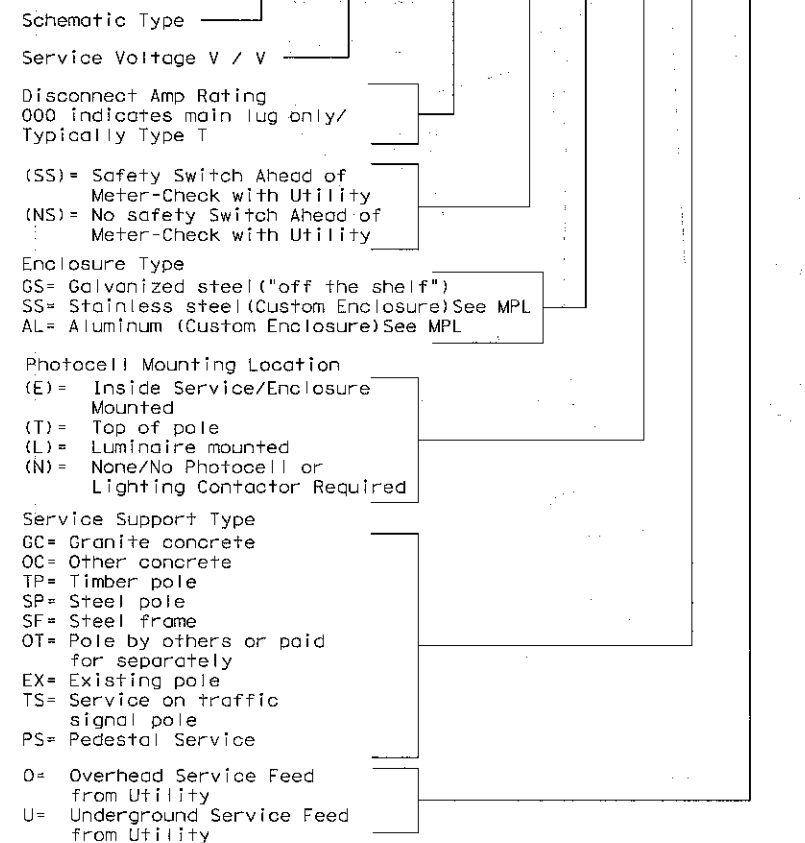 Schematic Type
Service Voltage V / V
Disconnect Amp Rating
000 indicates main lug only/
Typically Type T
(SS)= Safety Switch Ahead of
Meter-Check with Utility
(NS)= No safety Switch Ahead of
Meter-Check with Utility
Enclosure Type
GS= Galvanized steel("off the shelf")
SS= Stainless steel(Custom Enclosure)See MPL
AL= Aluminum (Custom Enclosure)See MPL
Photocell Mounting Location
(E)= Inside Service/Enclosure
Mounted
(T)= Top of pole
(L)= Luminaire mounted
(N)= None/No Photocell or
Lighting Contactor Required
Service Support Type
GC= Granite concrete
OC= Other concrete
TP= Timber pole
SP= Steel pole
SF= Steel frame
OT= Pole by others or paid
for separately
EX= Existing pole
TS= Service on traffic
signal pole
PS= Pedestal Service
O= Overhead Service Feed
from Utility
U= Underground Service Feed
from Utility